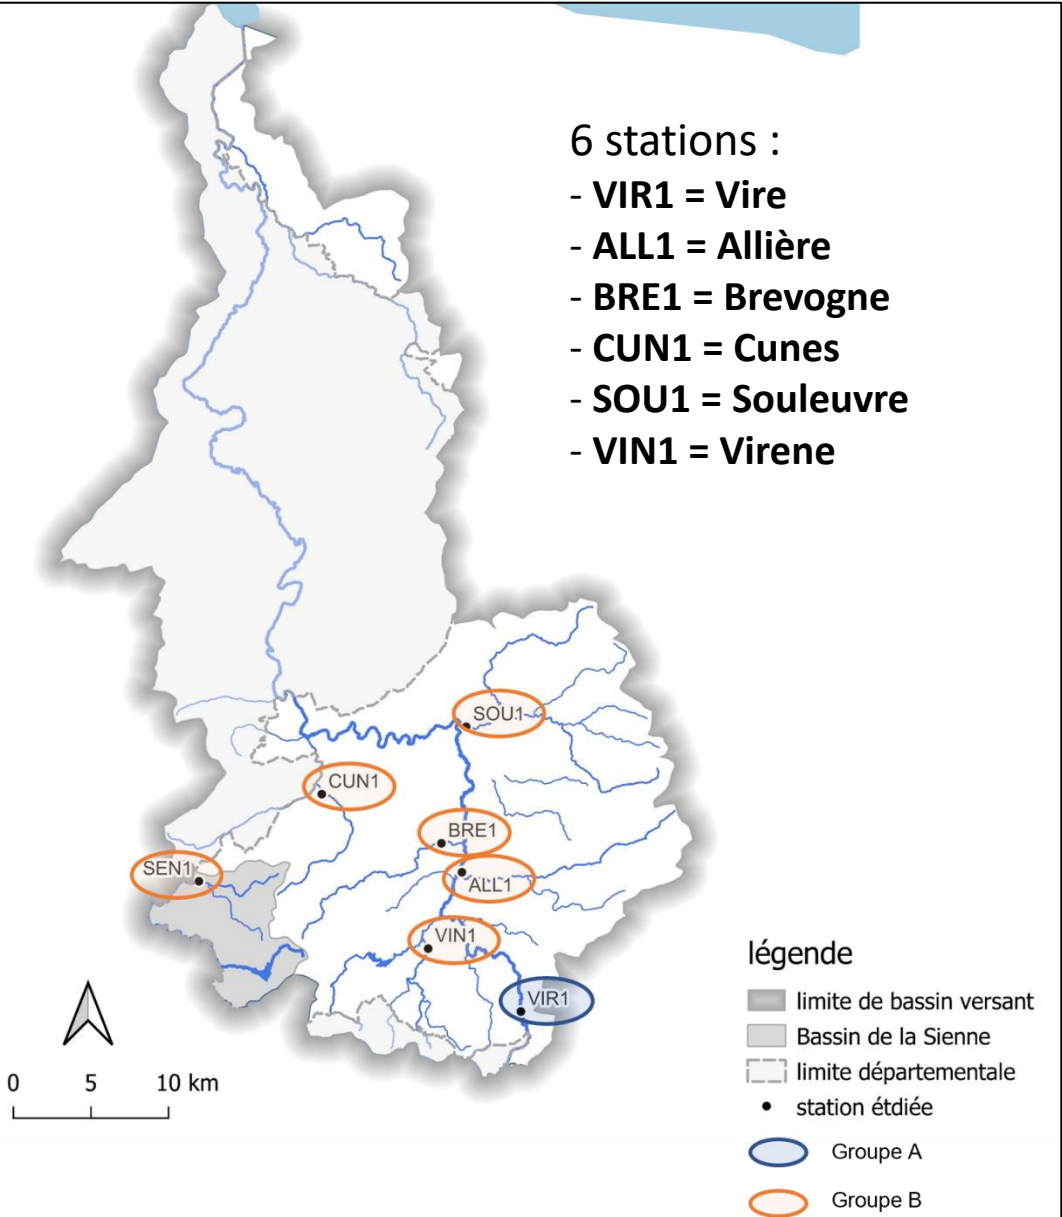 6 stations :
- VIR1 = Vire
- ALL1 = Allière
- BRE1 = Brevogne
- CUN1 = Cunes
- SOU1 = Souleuvre
- VIN1 = Virene
SOU1
CUN1
BRE1
SEN1
ALL1
VIN1
VIR1
0 5 10 km
légende
limite de bassin versant
Bassin de la Sienne
limite départementale
station étdiée
Groupe A
Groupe B